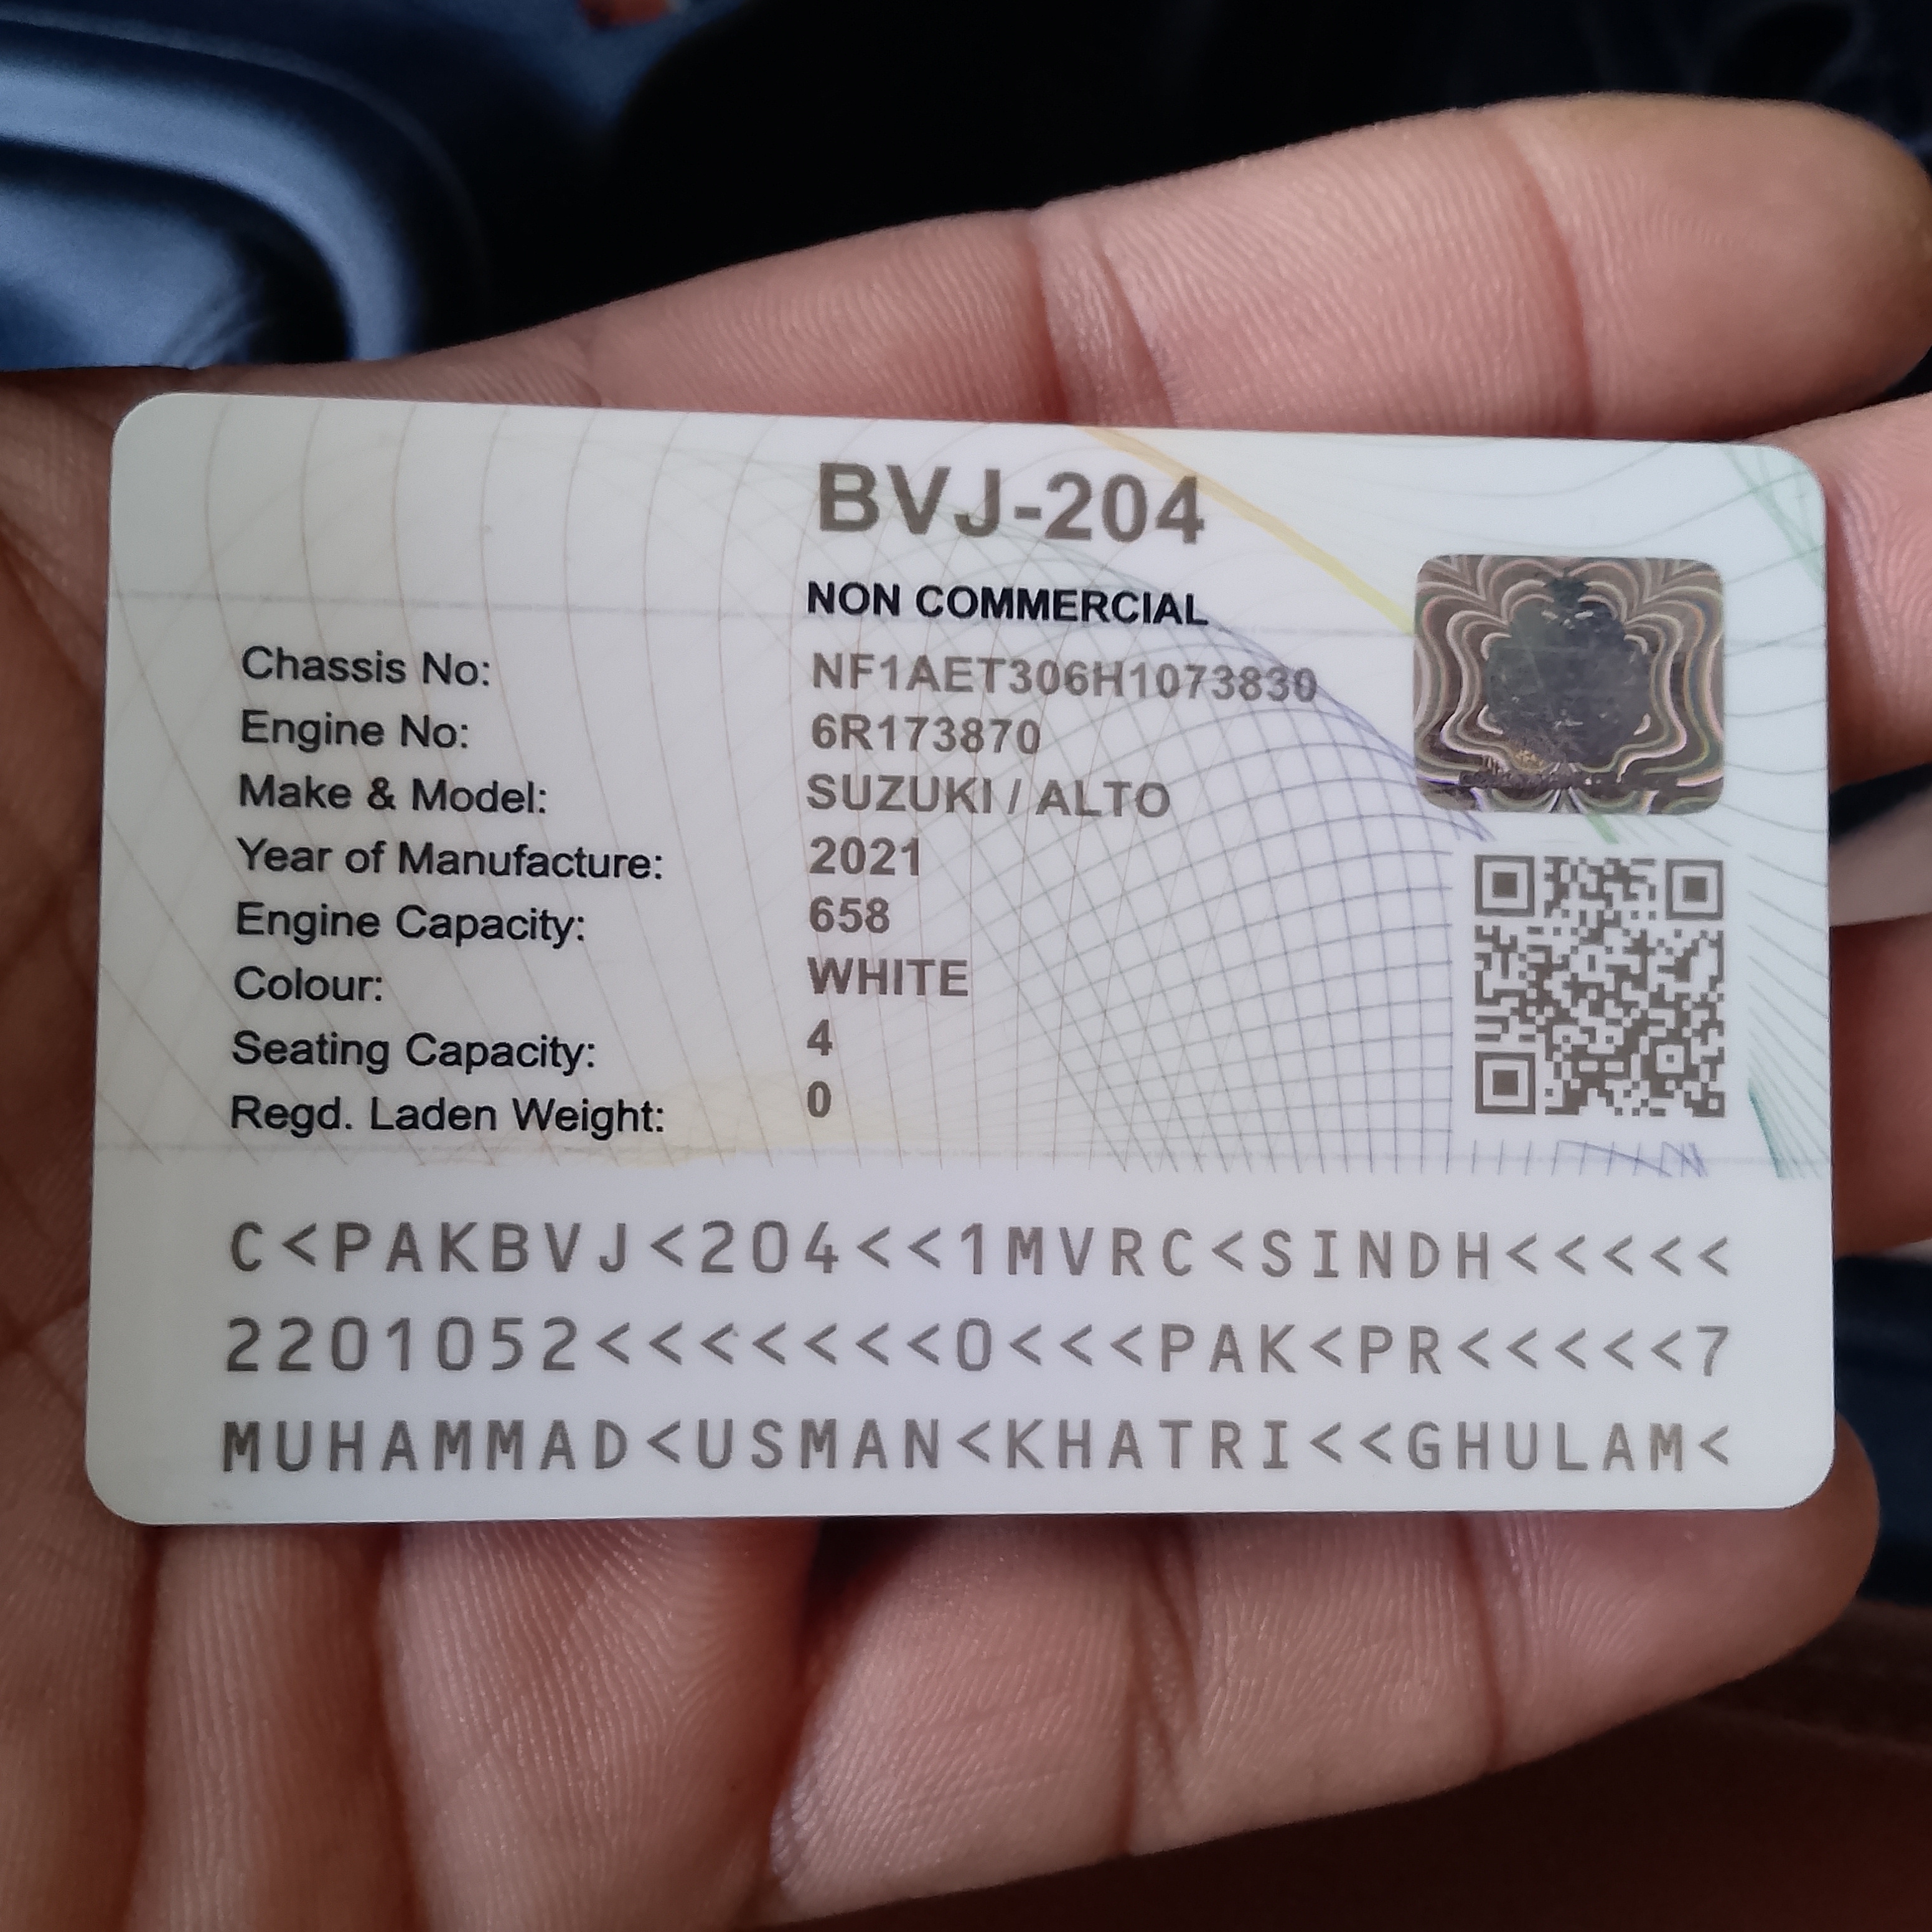 BVJ-204
NON COMMERCIAL
Chassis No: NF1AET306H1073830
Engine No: 6R173870
Make & Model: SUZUKI / ALTO
Year of Manufacture: 2021
Engine Capacity: 658
Colour: WHITE
Seating Capacity: 4
Regd. Laden Weight: 0
C<PAKBVJ<204<<1MVRC<SINDH<<<<<
2201052<<<<<<<0<<<PAK<PR<<<<<7
MUHAMMAD<USMAN<KHATRI<<GHULAM<